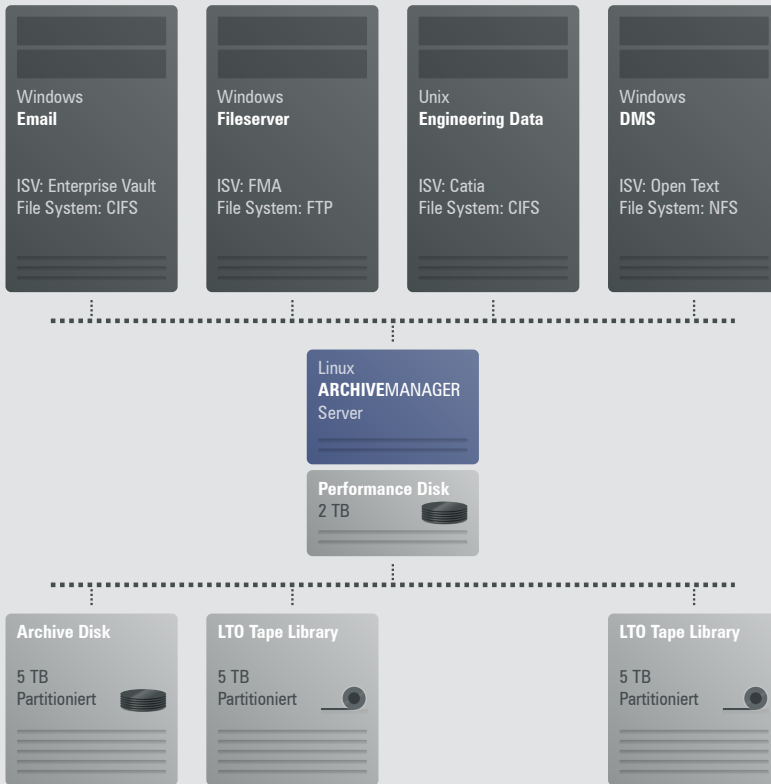 Windows
Email
ISV: Enterprise Vault
File System: CIFS
Windows
Fileserver
ISV: FMA
File System: FTP
Unix
Engineering Data
ISV: Catia
File System: CIFS
Windows
DMS
ISV: Open Text
File System: NFS
Linux
ARCHIVEMANAGER
Server
Performance Disk
2 TB
Archive Disk
5 TB
Partitioniert
LTO Tape Library
5 TB
Partitioniert
LTO Tape Library
5 TB
Partitioniert